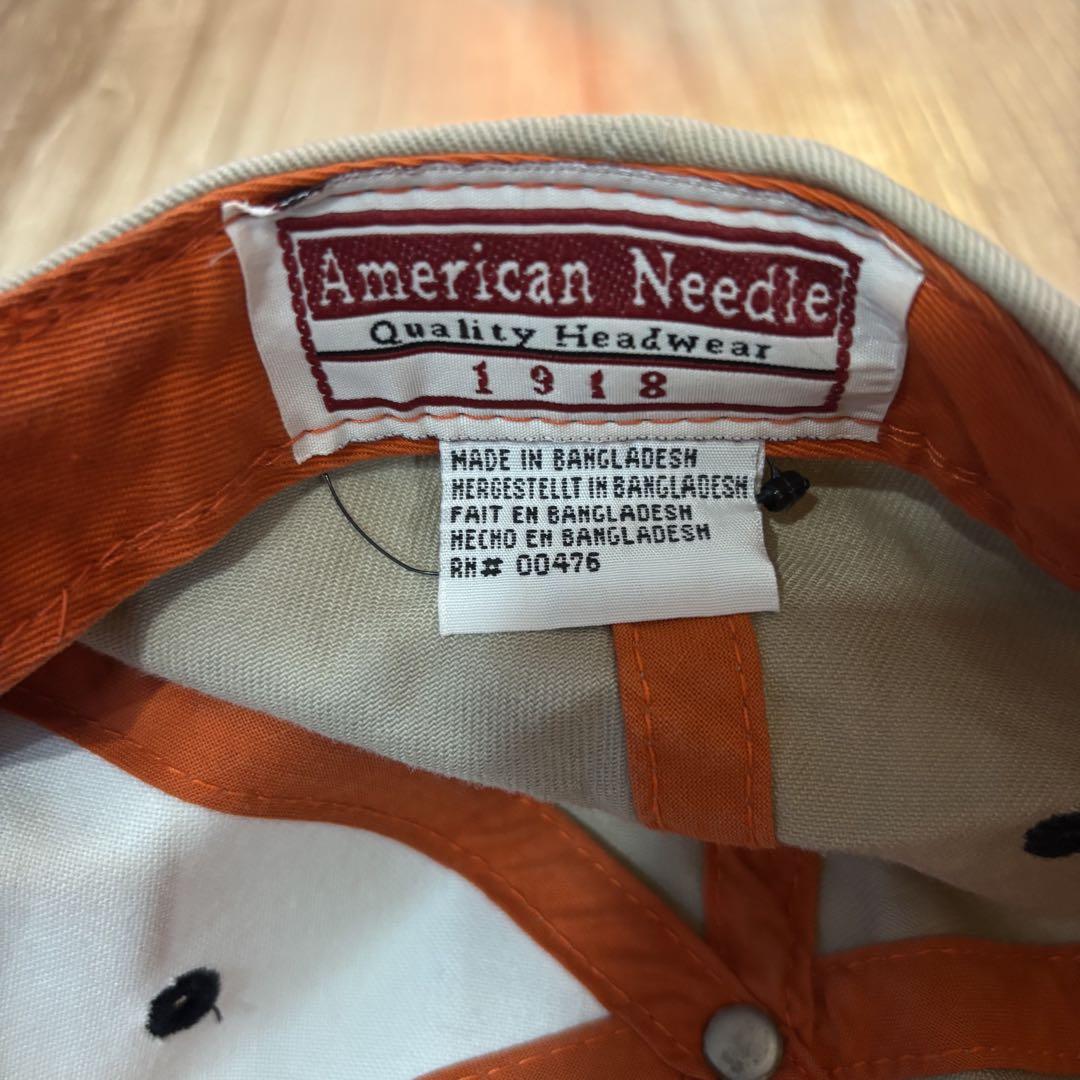 American Needle
Quality Headwear
1918
MADE IN BANGLADESH
HERGESTELLT IN BANGLADESH
FAIT EN BANGLADESH
HECHO EN BANGLADESH
RN# 00476